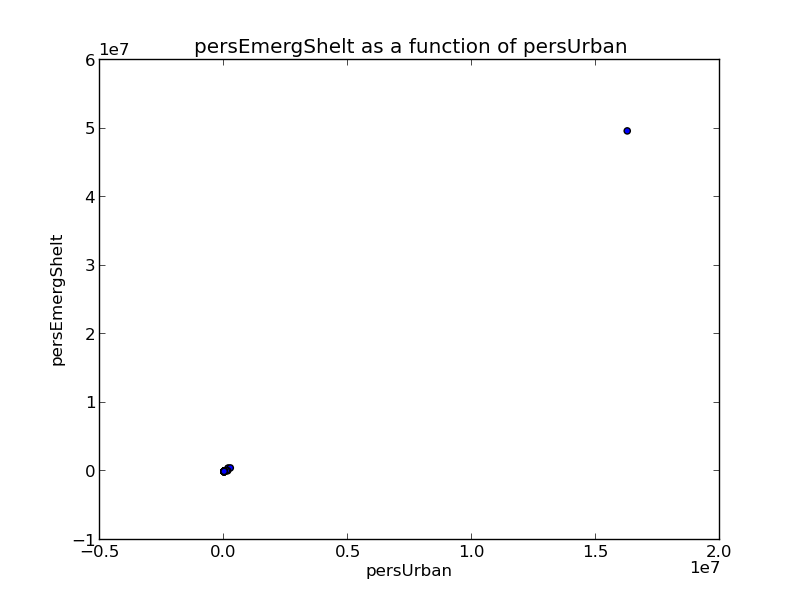 persEmergShelt as a function of persUrban
1e7
6
5
4
3
2
1
0
−1
persEmergShelt
−0.5 0.0 0.5 1.0 1.5 2.0
1e7
persUrban